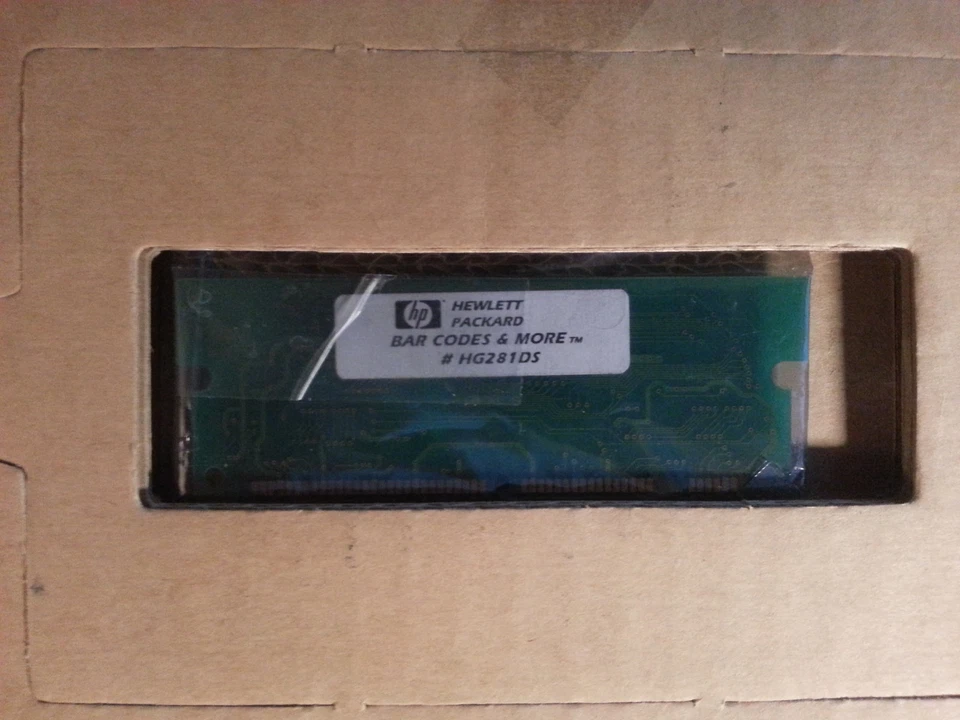 hp HEWLETT
PACKARD
BAR CODES & MORE™
# HG281DS